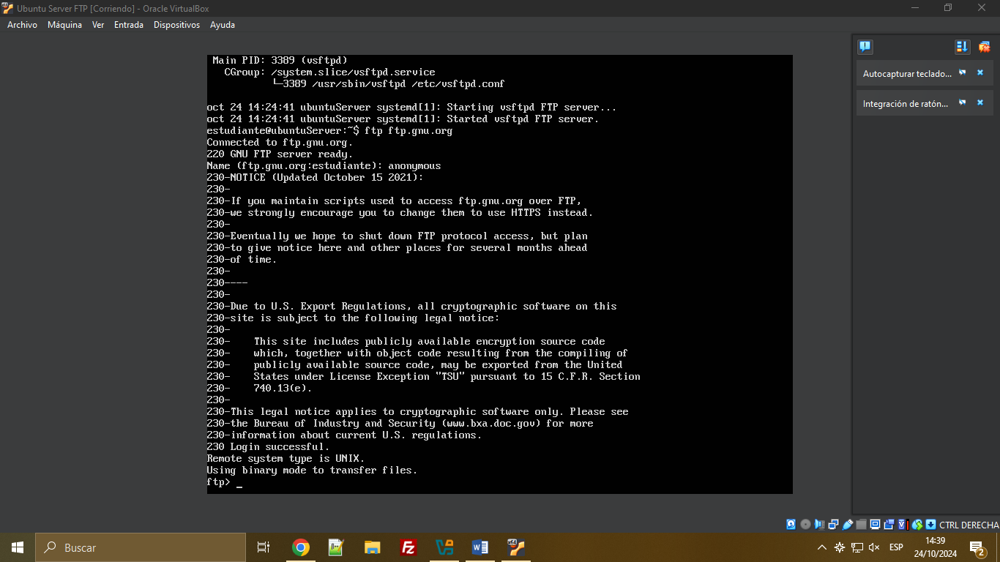 Ubuntu Server FTP [Corriendo] - Oracle VirtualBox
Archivo Máquina Ver Entrada Dispositivos Ayuda
Main PID: 3389 (vsftpd)
CGroup: /system.slice/vsftpd.service
└─3389 /usr/sbin/vsftpd /etc/vsftpd.conf
oct 24 14:24:41 ubuntuServer systemd[1]: Starting vsftpd FTP server...
oct 24 14:24:41 ubuntuServer systemd[1]: Started vsftpd FTP server.
estudiante@ubuntuServer:~$ ftp ftp.gnu.org
Connected to ftp.gnu.org.
220 GNU FTP server ready.
Name (ftp.gnu.org:estudiante): anonymous
230-NOTICE (Updated October 15 2021):
230-
230-If you maintain scripts used to access ftp.gnu.org over FTP,
230-we strongly encourage you to change them to use HTTPS instead.
230-
230-Eventually we hope to shut down FTP protocol access, but plan
230-to give notice here and other places for several months ahead
230-of time.
230-
230----
230-
230-Due to U.S. Export Regulations, all cryptographic software on this
230-site is subject to the following legal notice:
230-
230-    This site includes publicly available encryption source code
230-    which, together with object code resulting from the compiling of
230-    publicly available source code, may be exported from the United
230-    States under License Exception "TSU" pursuant to 15 C.F.R. Section
230-    740.13(e).
230-
230-This legal notice applies to cryptographic software only. Please see
230-the Bureau of Industry and Security (www.bxa.doc.gov) for more
230-information about current U.S. regulations.
230 Login successful.
Remote system type is UNIX.
Using binary mode to transfer files.
ftp> _
Autocapturar teclado...
Integración de ratón...
CTRL DERECHA
Buscar
ESP
14:39
24/10/2024
2